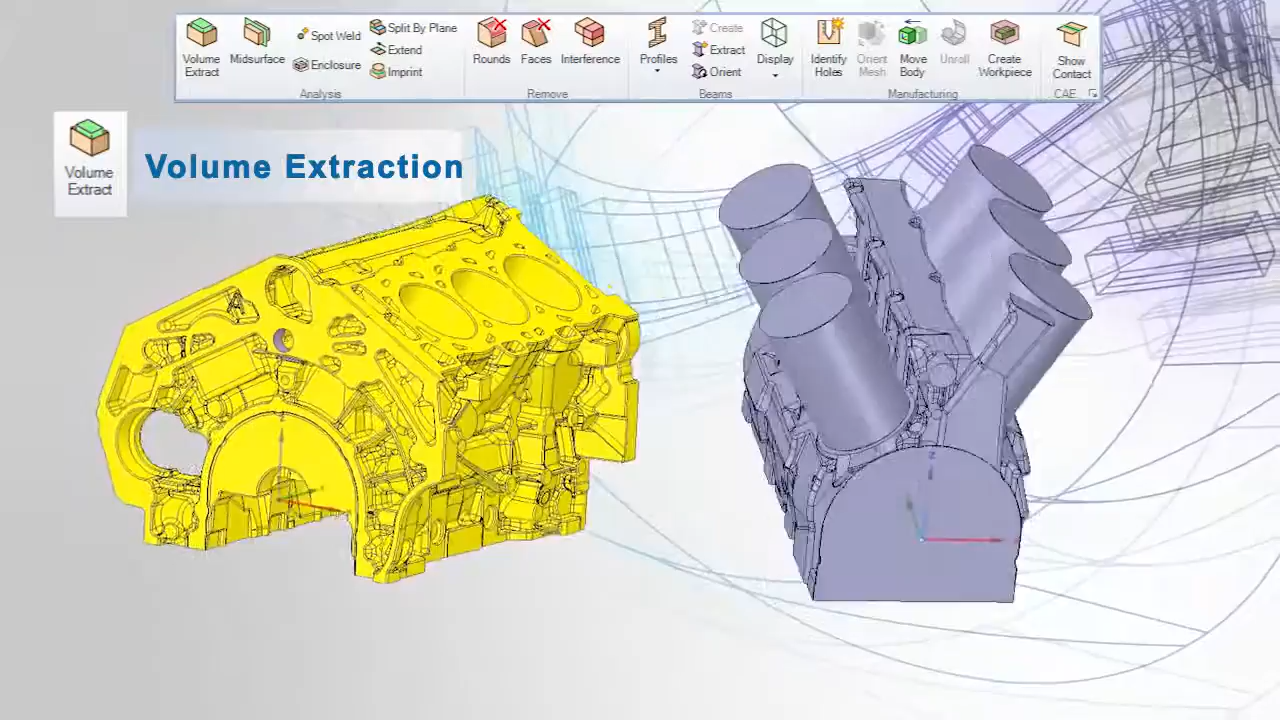 Volume
Extract
Midsurface
Spot Weld
Enclosure
Split By Plane
Extend
Imprint
Analysis
Rounds
Faces
Interference
Remove
Profiles
Create
Extract
Orient
Display
Beams
Identify
Holes
Orient
Mesh
Move
Body
Unroll
Create
Workpiece
Manufacturing
Show
Contact
CAE
Volume
Extract
Volume Extraction
Z